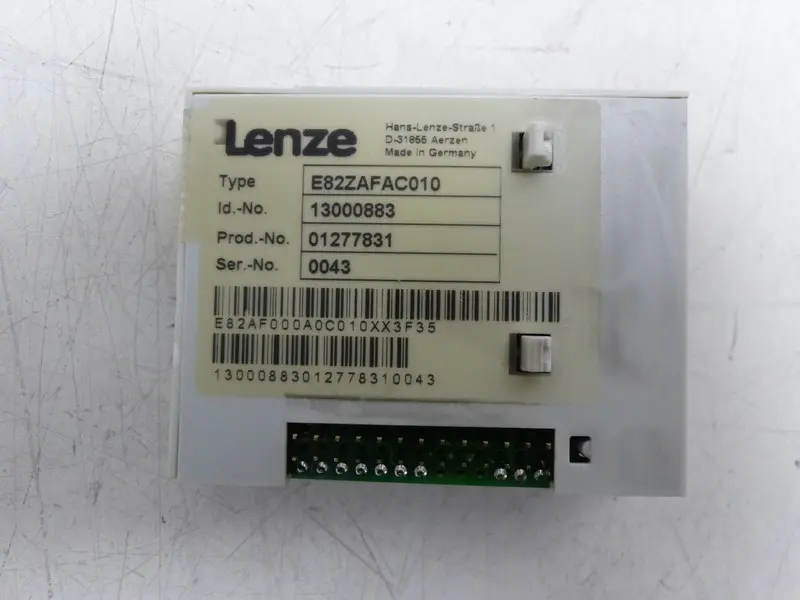 Lenze
Hans-Lenze-Straße 1
D-31855 Aerzen
Made in Germany
Type E82ZAFAC010
Id.-No. 13000883
Prod.-No. 01277831
Ser.-No. 0043
E82AF000A0C010XX3F35
13000883012778310043